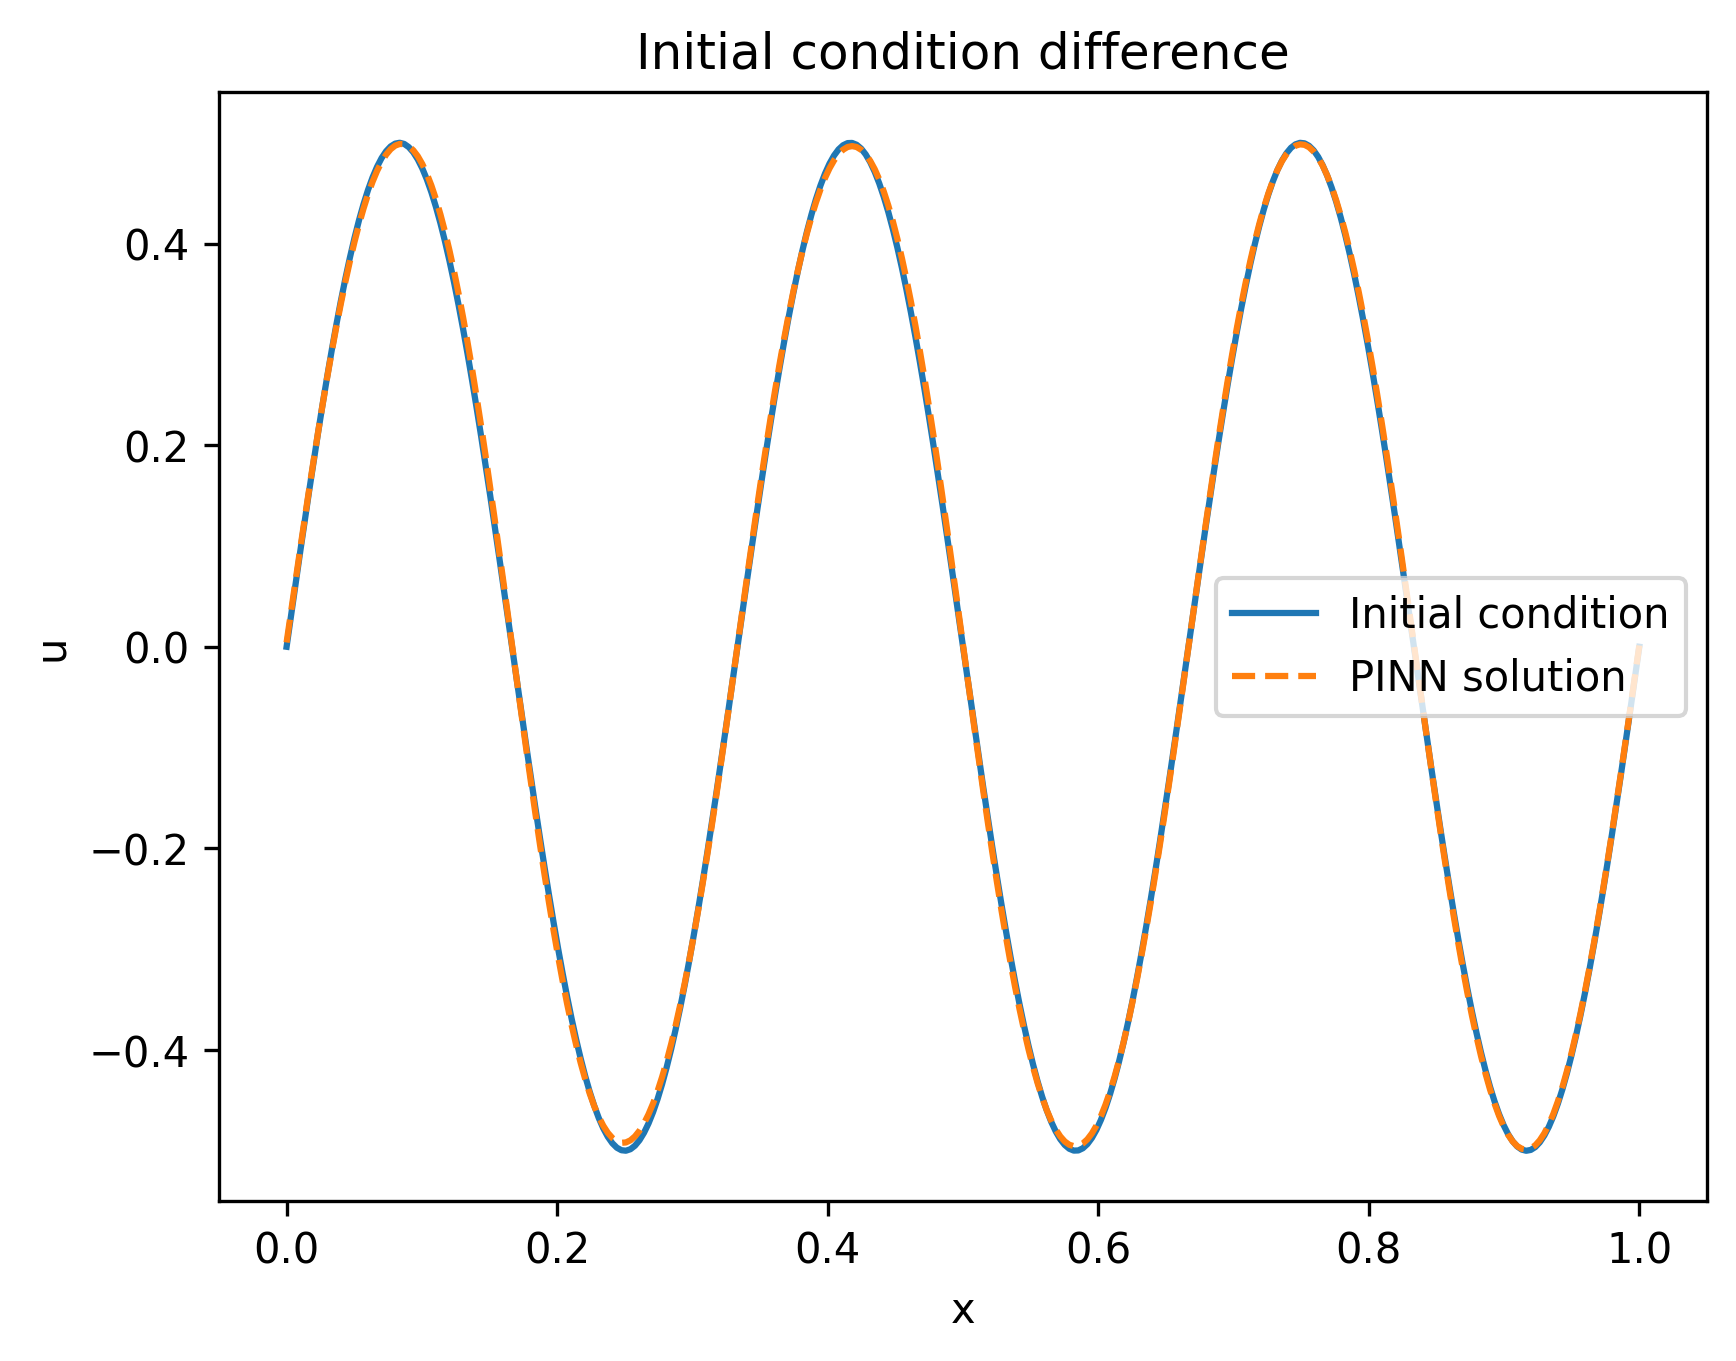 Initial condition difference
u
0.4
0.2
0.0
−0.2
−0.4
Initial condition
PINN solution
0.0 0.2 0.4 0.6 0.8 1.0
x